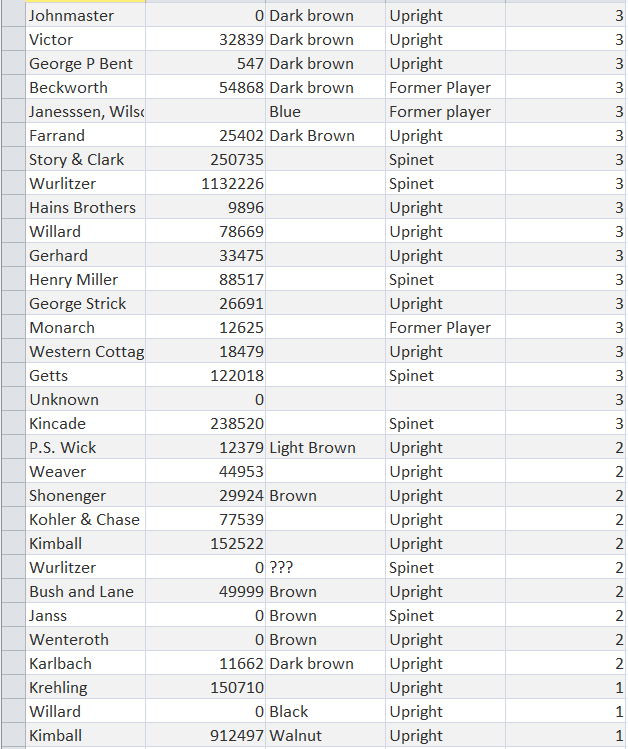 Johnmaster 0 Dark brown Upright 3
Victor 32839 Dark brown Upright 3
George P Bent 547 Dark brown Upright 3
Beckworth 54868 Dark brown Former Player 3
Janesssen, Wilso Blue Former player 3
Farrand 25402 Dark Brown Upright 3
Story & Clark 250735 Spinet 3
Wurlitzer 1132226 Spinet 3
Hains Brothers 9896 Upright 3
Willard 78669 Upright 3
Gerhard 33475 Upright 3
Henry Miller 88517 Spinet 3
George Strick 26691 Upright 3
Monarch 12625 Former Player 3
Western Cottag 18479 Upright 3
Getts 122018 Spinet 3
Unknown 0 3
Kincade 238520 Spinet 3
P.S. Wick 12379 Light Brown Upright 2
Weaver 44953 Upright 2
Shonenger 29924 Brown Upright 2
Kohler & Chase 77539 Upright 2
Kimball 152522 Upright 2
Wurlitzer 0 ??? Spinet 2
Bush and Lane 49999 Brown Upright 2
Janss 0 Brown Spinet 2
Wenteroth 0 Brown Upright 2
Karlbach 11662 Dark brown Upright 2
Krehling 150710 Upright 1
Willard 0 Black Upright 1
Kimball 912497 Walnut Upright 1